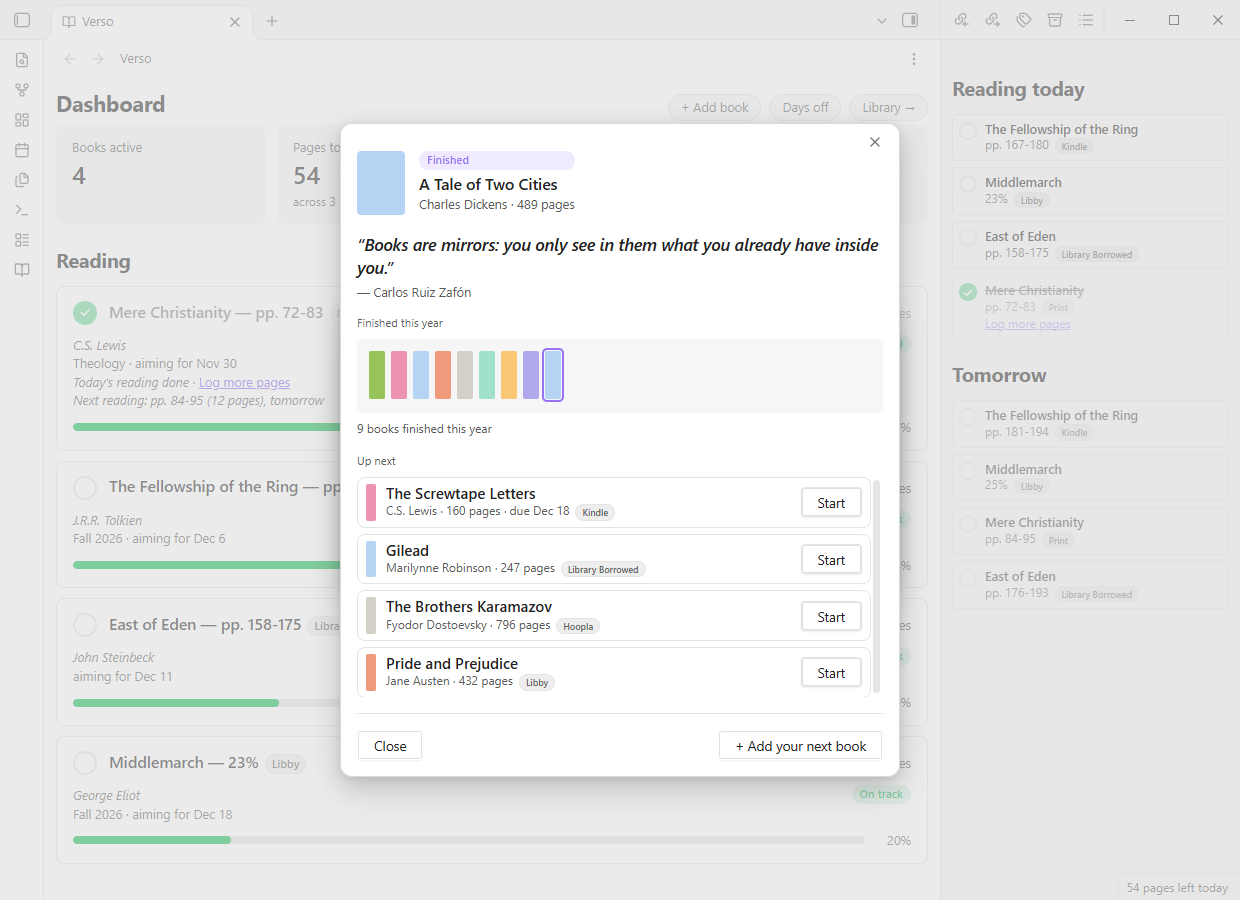 Verso
Verso
Dashboard
+ Add book
Days off
Library →
Books active
4
Pages to
54
across 3
Reading
Mere Christianity — pp. 72-83
C.S. Lewis
Theology · aiming for Nov 30
Today's reading done · Log more pages
Next reading: pp. 84-95 (12 pages), tomorrow
The Fellowship of the Ring — pp
J.R.R. Tolkien
Fall 2026 · aiming for Dec 6
East of Eden — pp. 158-175
John Steinbeck
aiming for Dec 11
Middlemarch — 23% Libby
George Eliot
Fall 2026 · aiming for Dec 18
On track
20%
Finished
A Tale of Two Cities
Charles Dickens · 489 pages
“Books are mirrors: you only see in them what you already have inside
you.”
— Carlos Ruiz Zafón
Finished this year
9 books finished this year
Up next
The Screwtape Letters
C.S. Lewis · 160 pages · due Dec 18 Kindle
Start
Gilead
Marilynne Robinson · 247 pages Library Borrowed
Start
The Brothers Karamazov
Fyodor Dostoevsky · 796 pages Hoopla
Start
Pride and Prejudice
Jane Austen · 432 pages Libby
Start
Close
+ Add your next book
Reading today
The Fellowship of the Ring
pp. 167-180 Kindle
Middlemarch
23% Libby
East of Eden
pp. 158-175 Library Borrowed
Mere Christianity
pp. 72-83 Print
Log more pages
Tomorrow
The Fellowship of the Ring
pp. 181-194 Kindle
Middlemarch
25% Libby
Mere Christianity
pp. 84-95 Print
East of Eden
pp. 176-193 Library Borrowed
54 pages left today